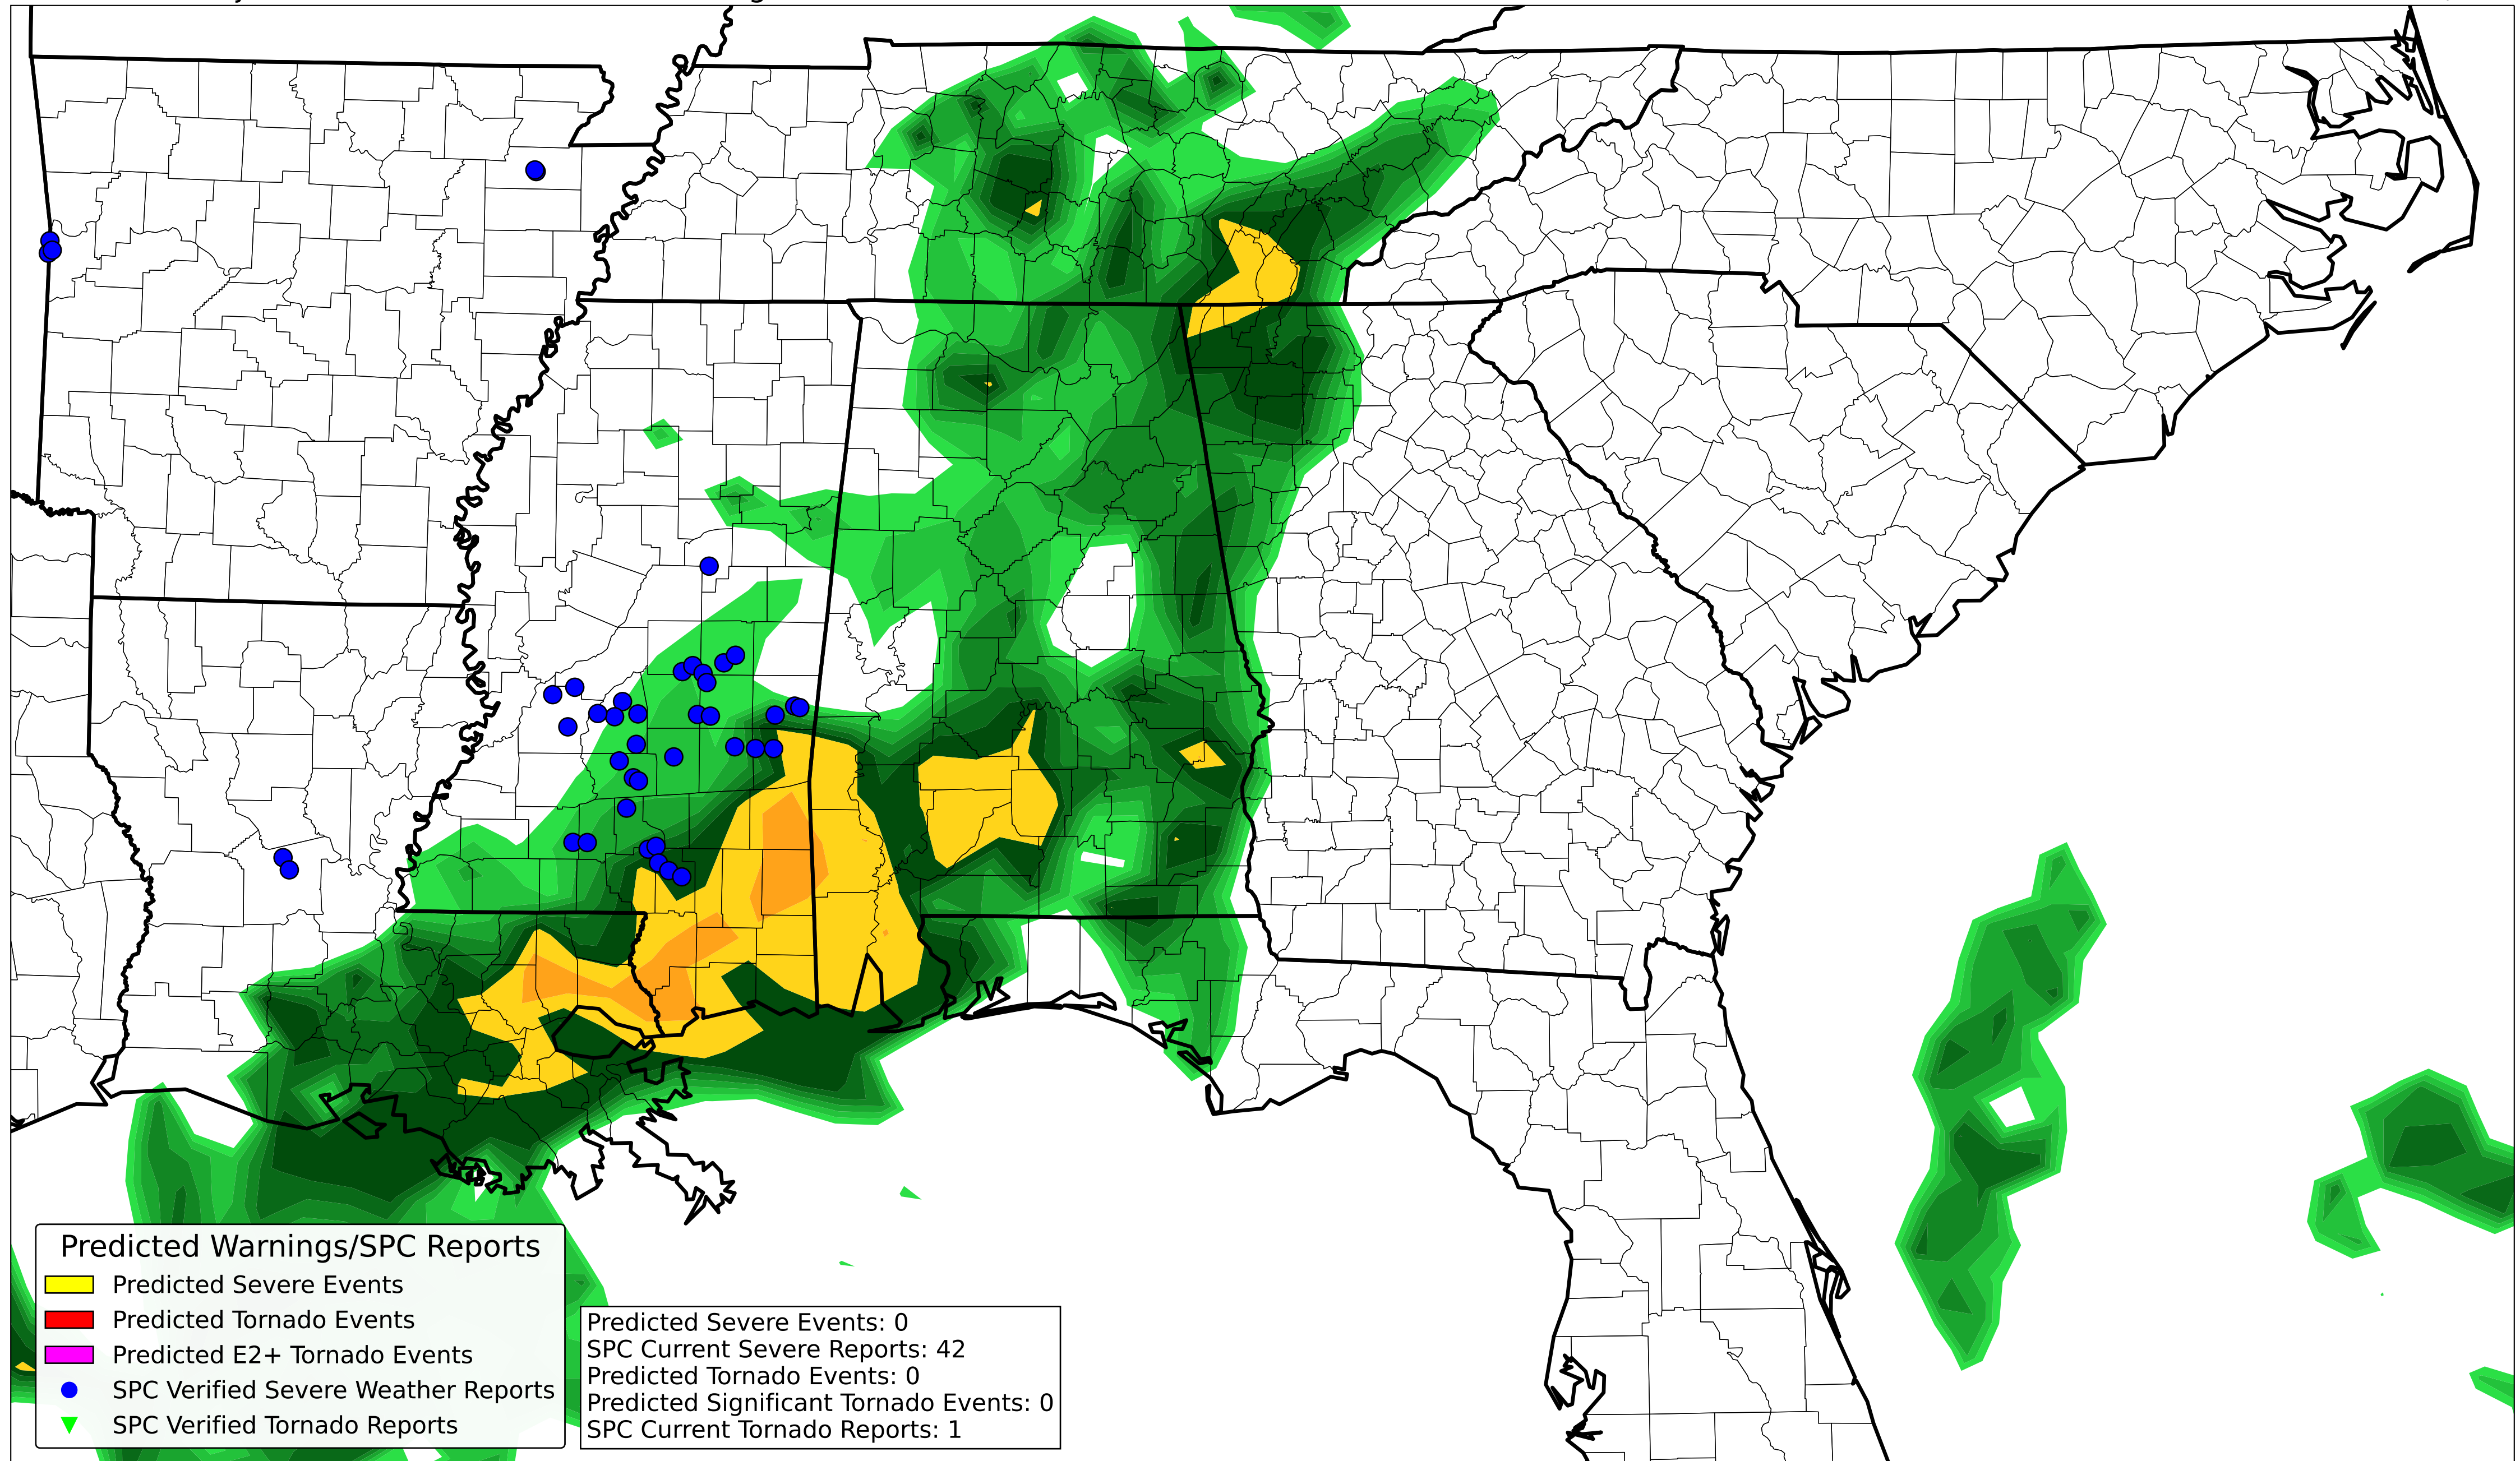 Predicted Warnings/SPC Reports
Predicted Severe Events
Predicted Tornado Events
Predicted E2+ Tornado Events
SPC Verified Severe Weather Reports
SPC Verified Tornado Reports
Predicted Severe Events: 0
SPC Current Severe Reports: 42
Predicted Tornado Events: 0
Predicted Significant Tornado Events: 0
SPC Current Tornado Reports: 1